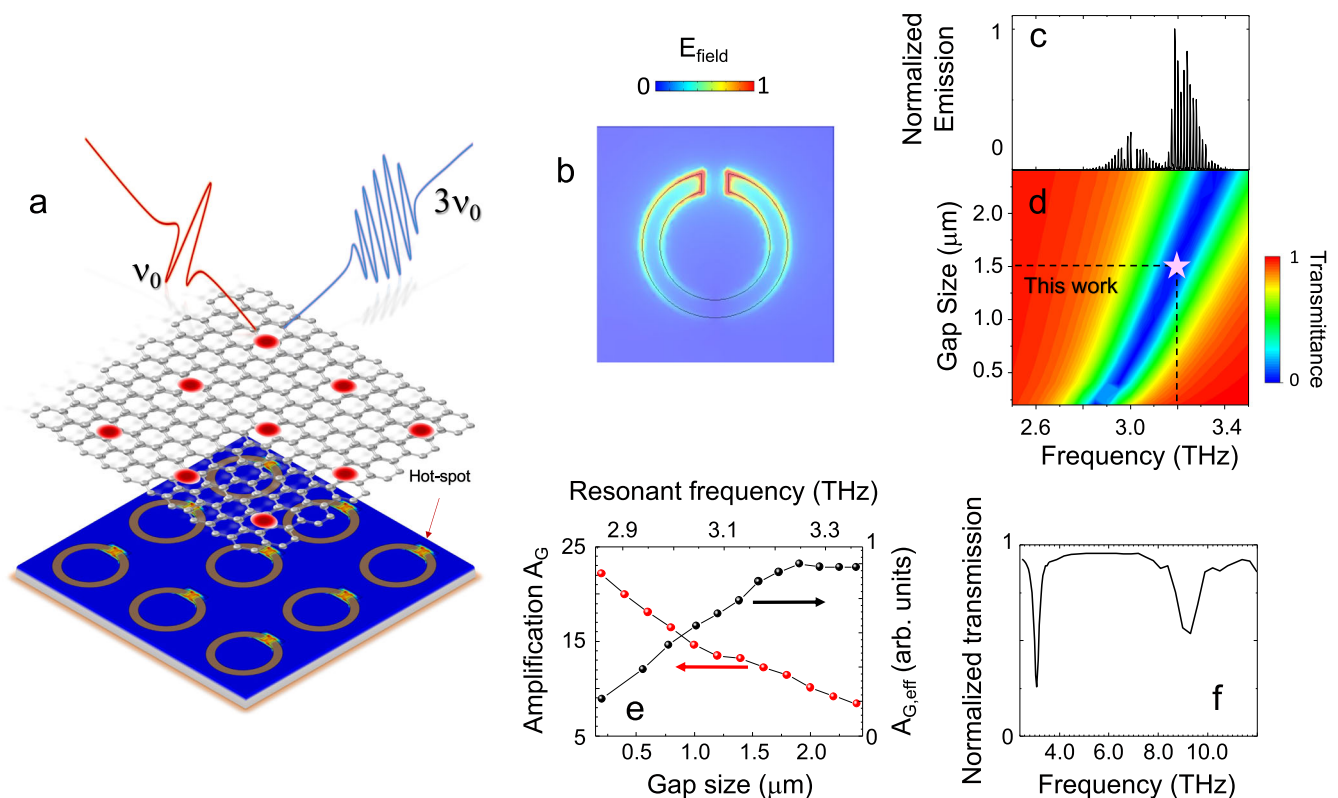 a
ν₀
3ν₀
Hot-spot
E_field
0 1
b
c
Normalized
Emission
1
0
d
This work
Gap Size (μm)
2.0
1.5
1.0
0.5
2.6 3.0 3.4
Frequency (THz)
1
Transmittance
0
Resonant frequency (THz)
2.9 3.1 3.3
Amplification A_G
25
15
5
e
1
0
A_G,eff (arb. units)
0.5 1.0 1.5 2.0
Gap size (μm)
Normalized transmission
1
0
f
4.0 6.0 8.0 10.0
Frequency (THz)